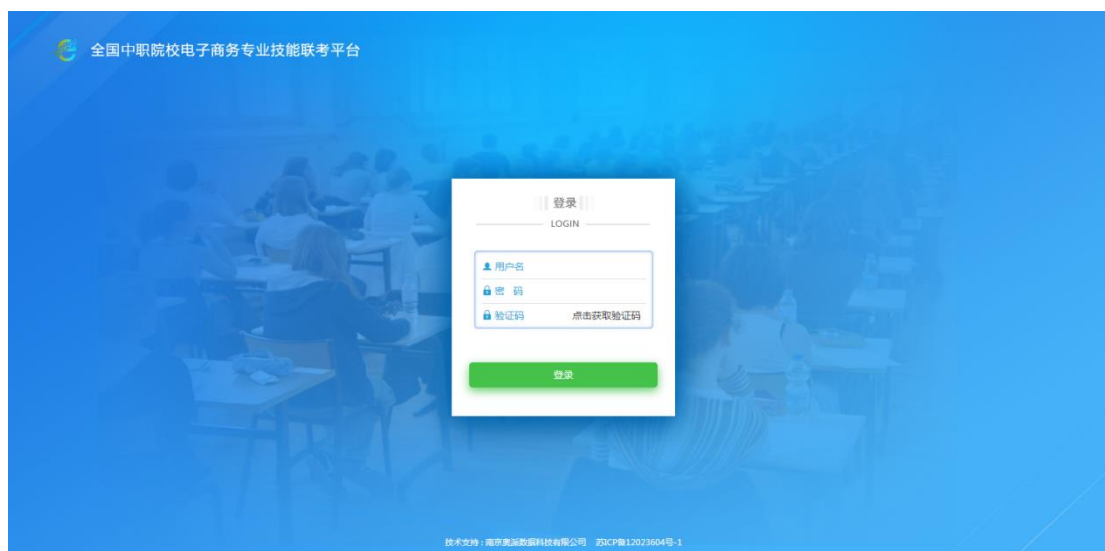 全国中职院校电子商务专业技能联考平台
登录
LOGIN
用户名
密 码
验证码 点击获取验证码
登录
技术支持：南京奥派数据科技有限公司 苏ICP备12023604号-1